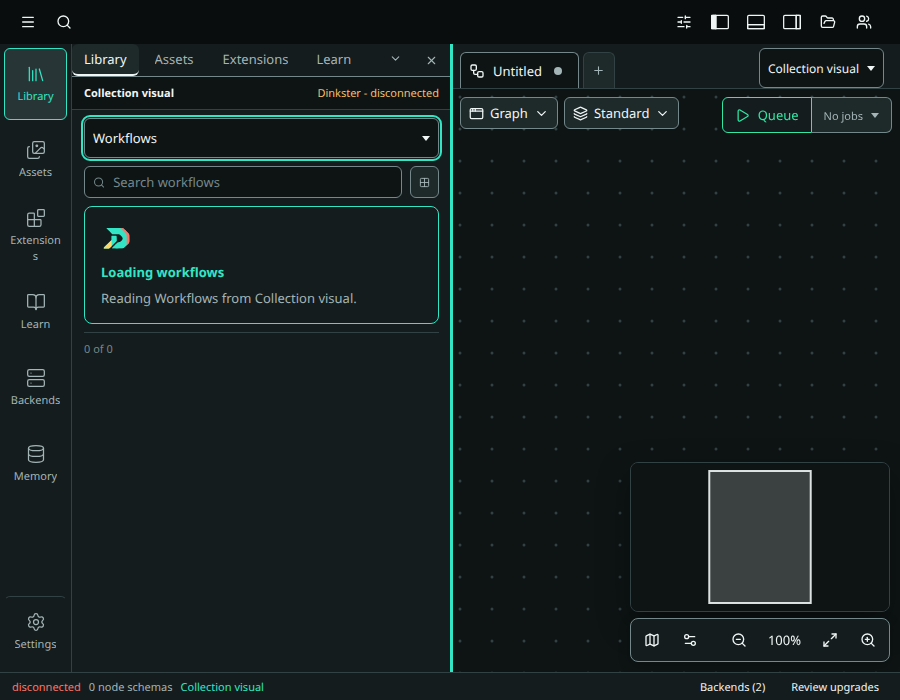 Library
Assets
Extensions
Learn
Untitled
Collection visual
Collection visual
Dinkster - disconnected
Graph
Standard
Queue
No jobs
Library
Workflows
Search workflows
Assets
Extension
s
Loading workflows
Reading Workflows from Collection visual.
Learn
0 of 0
Backends
Memory
Settings
100%
disconnected
0 node schemas
Collection visual
Backends (2)
Review upgrades